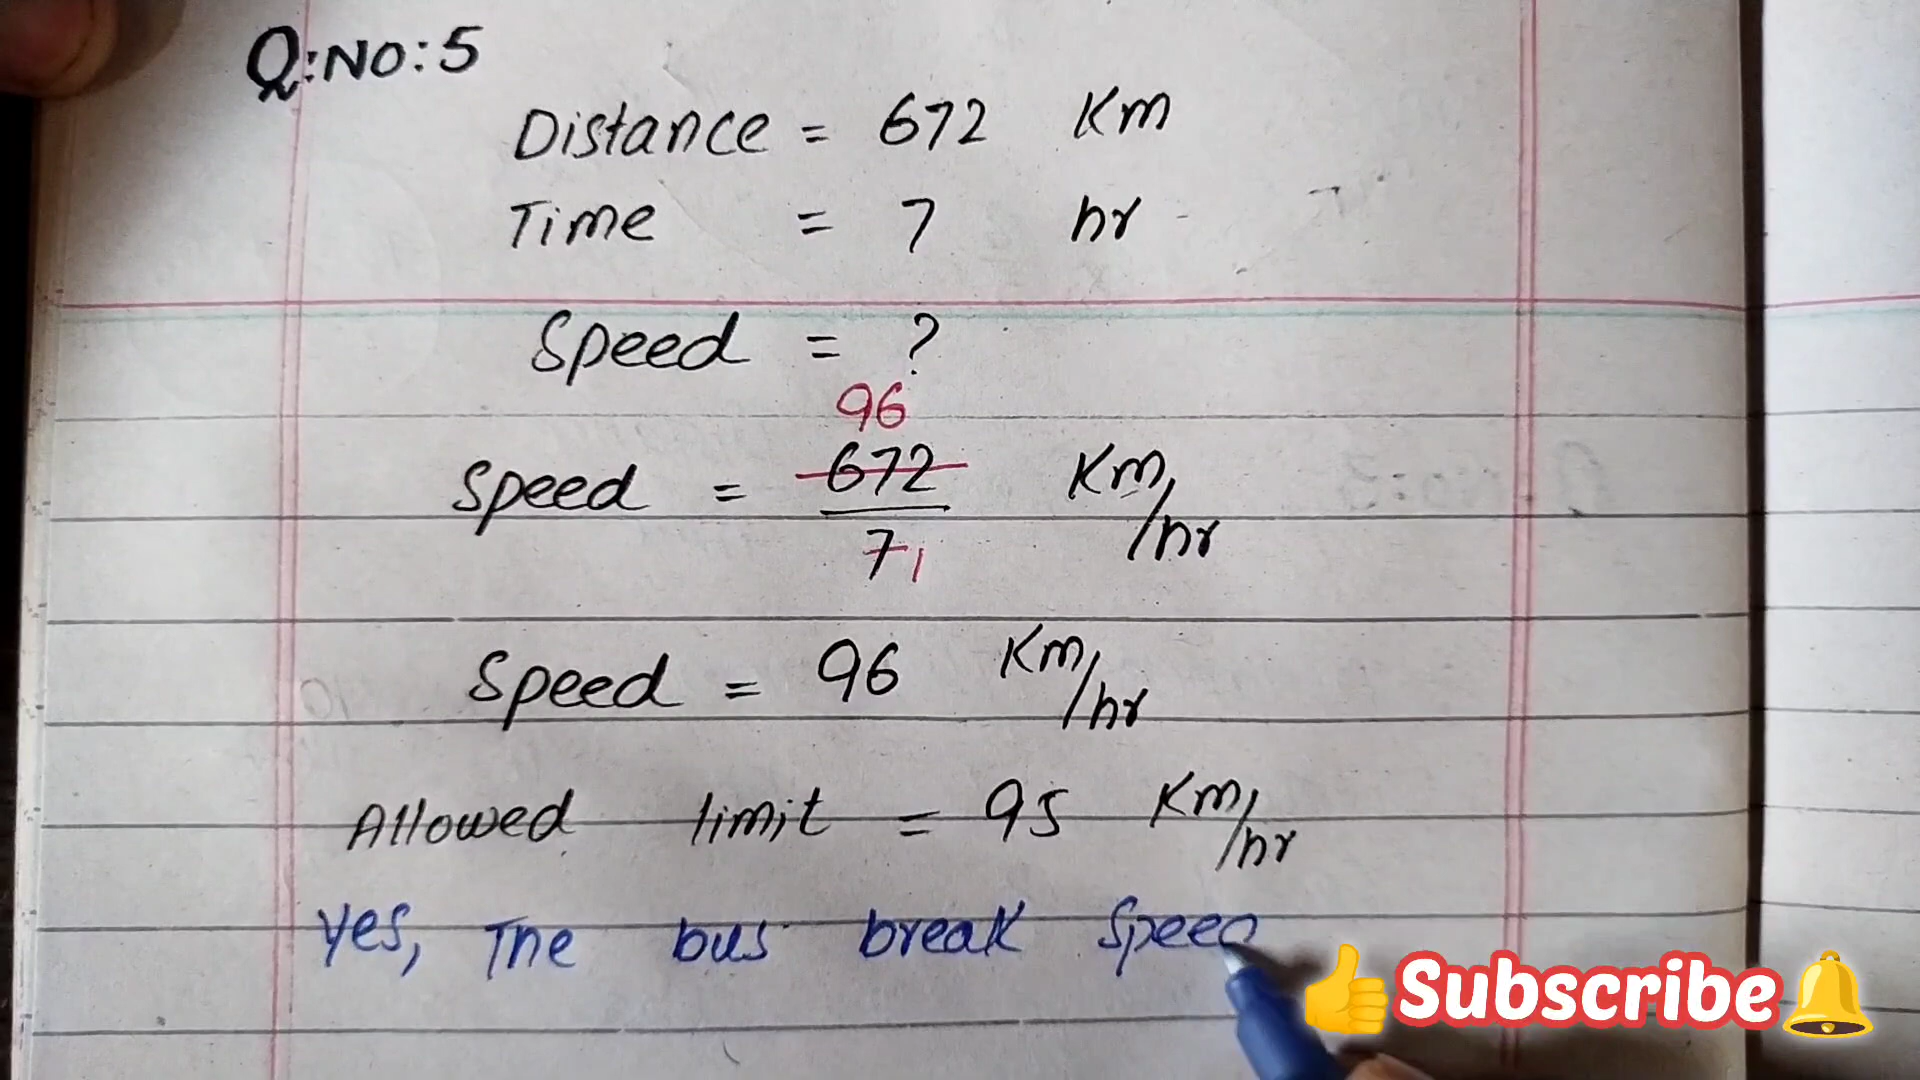 Q:NO:5
Distance = 672 Km
Time = 7 hr
Speed = ?
96
Speed = 672/7 Km/hr
1
Speed = 96 Km/hr
Allowed limit = 95 Km/hr
Yes, The bus break Speed
Subscribe